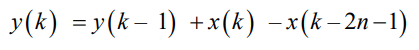 y(k) = y(k – 1) + x(k) – x(k – 2n – 1)